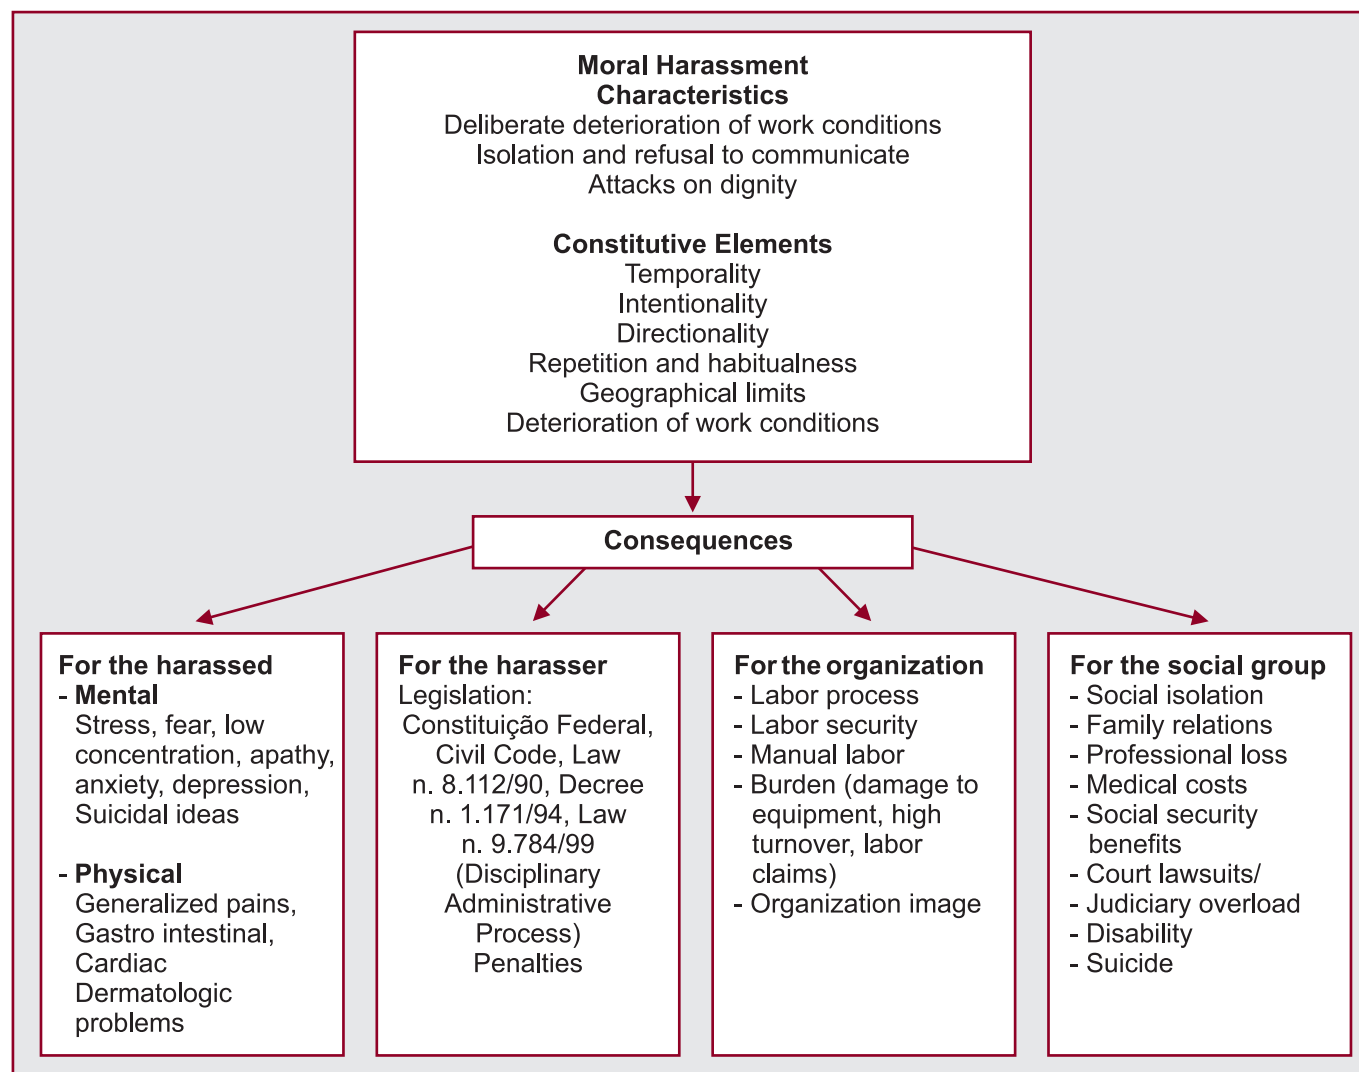 Moral Harassment
Characteristics
Deliberate deterioration of work conditions
Isolation and refusal to communicate
Attacks on dignity
Constitutive Elements
Temporality
Intentionality
Directionality
Repetition and habitualness
Geographical limits
Deterioration of work conditions
Consequences
For the harassed
- Mental
Stress, fear, low
concentration, apathy,
anxiety, depression,
Suicidal ideas
- Physical
Generalized pains,
Gastro intestinal,
Cardiac
Dermatologic
problems
For the harasser
Legislation:
Constituição Federal,
Civil Code, Law
n. 8.112/90, Decree
n. 1.171/94, Law
n. 9.784/99
(Disciplinary
Administrative
Process)
Penalties
For the organization
- Labor process
- Labor security
- Manual labor
- Burden (damage to
equipment, high
turnover, labor
claims)
- Organization image
For the social group
- Social isolation
- Family relations
- Professional loss
- Medical costs
- Social security
benefits
- Court lawsuits/
- Judiciary overload
- Disability
- Suicide